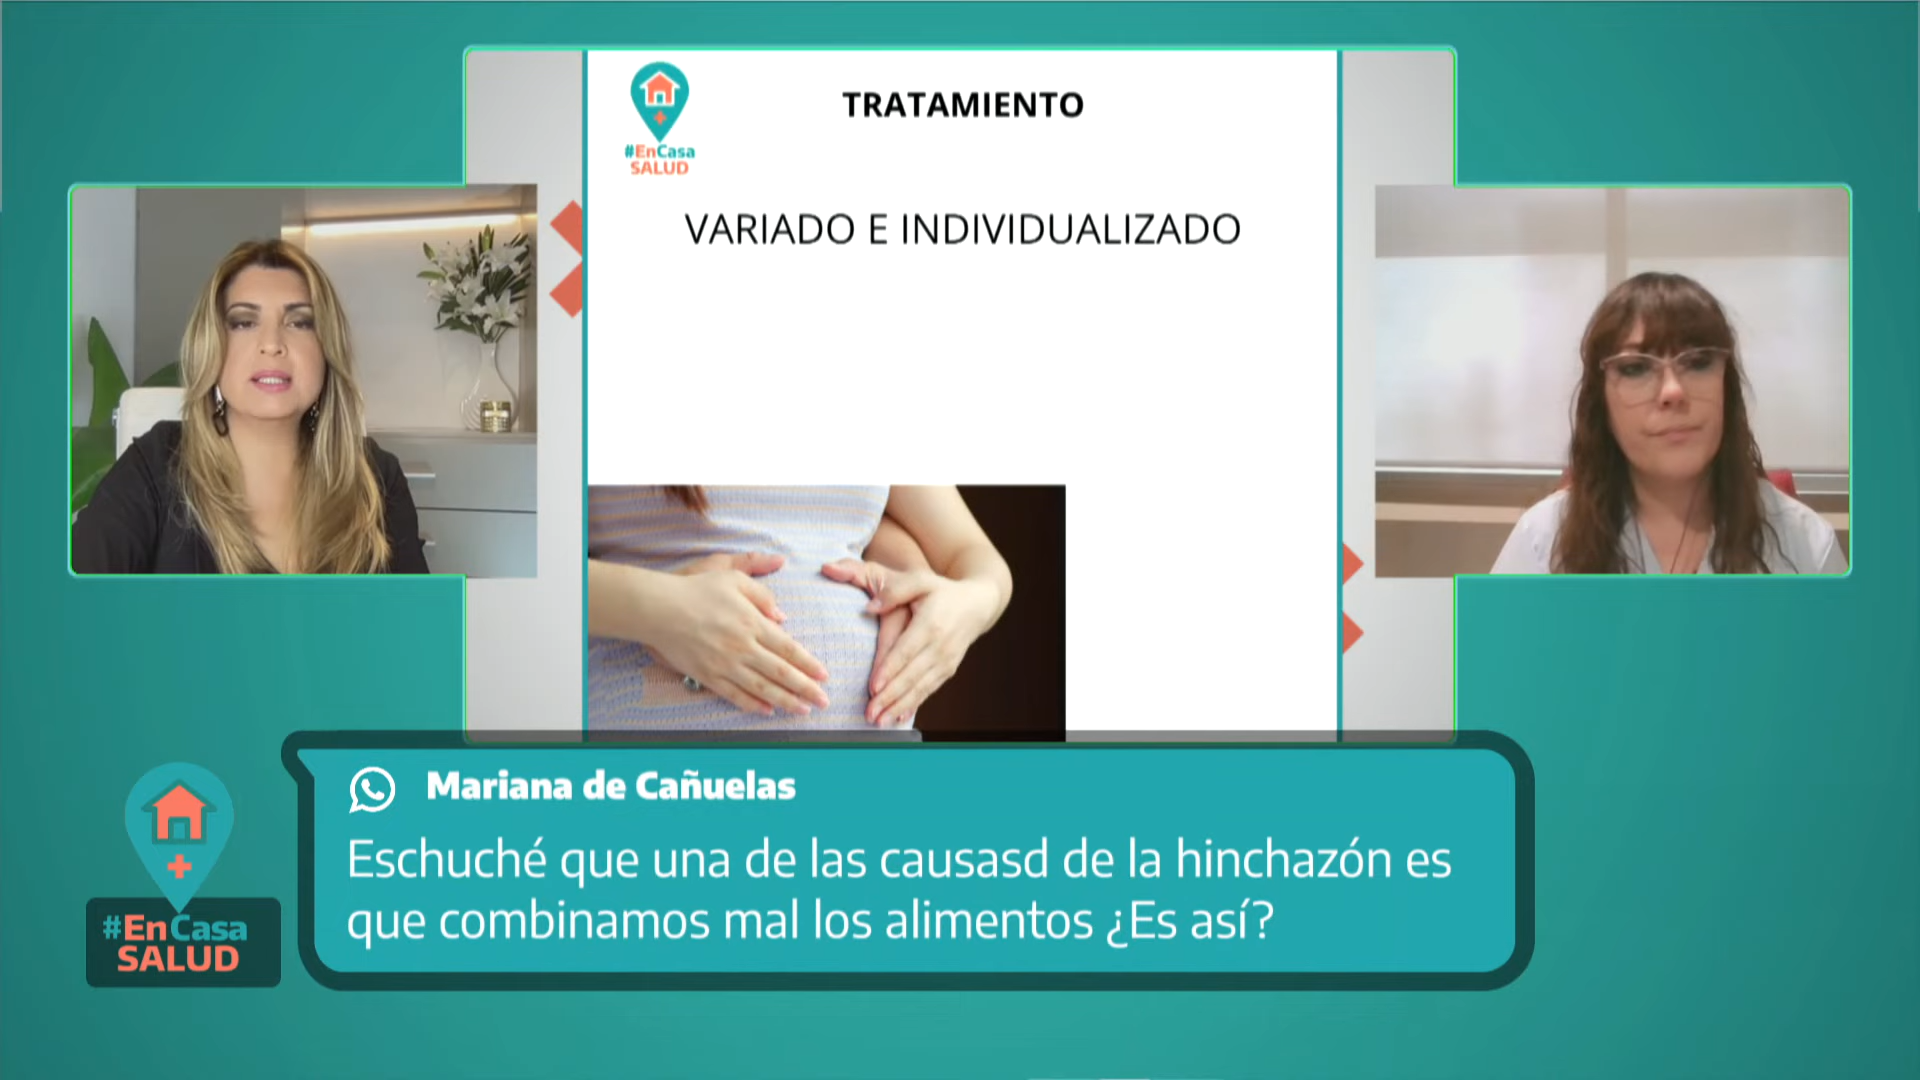 #EnCasa
SALUD
TRATAMIENTO
VARIADO E INDIVIDUALIZADO
Mariana de Cañuelas
Eschuché que una de las causasd de la hinchazón es
que combinamos mal los alimentos ¿Es así?
#EnCasa
SALUD